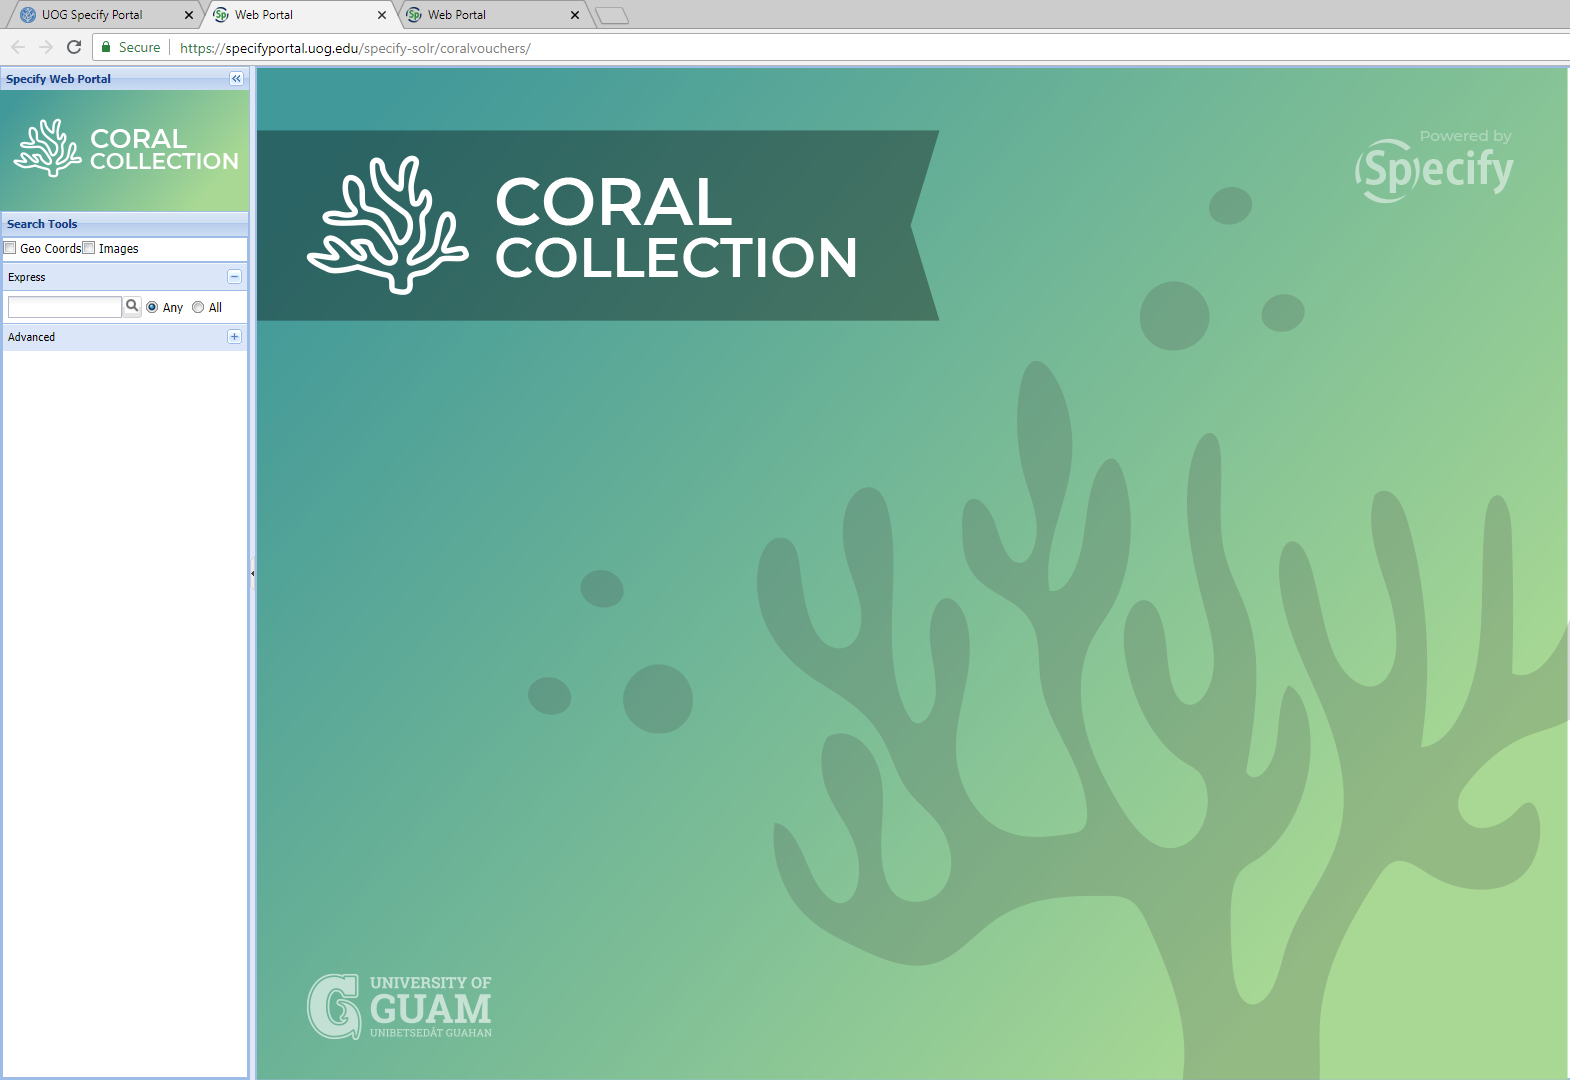 UOG Specify Portal
Web Portal
Web Portal
Secure
https://specifyportal.uog.edu/specify-solr/coralvouchers/
Specify Web Portal
CORAL
COLLECTION
Search Tools
Geo Coords Images
Express
Any All
Advanced
CORAL
COLLECTION
Powered by
Specify
UNIVERSITY OF
GUAM
UNIBETSEDÅT GUAHAN